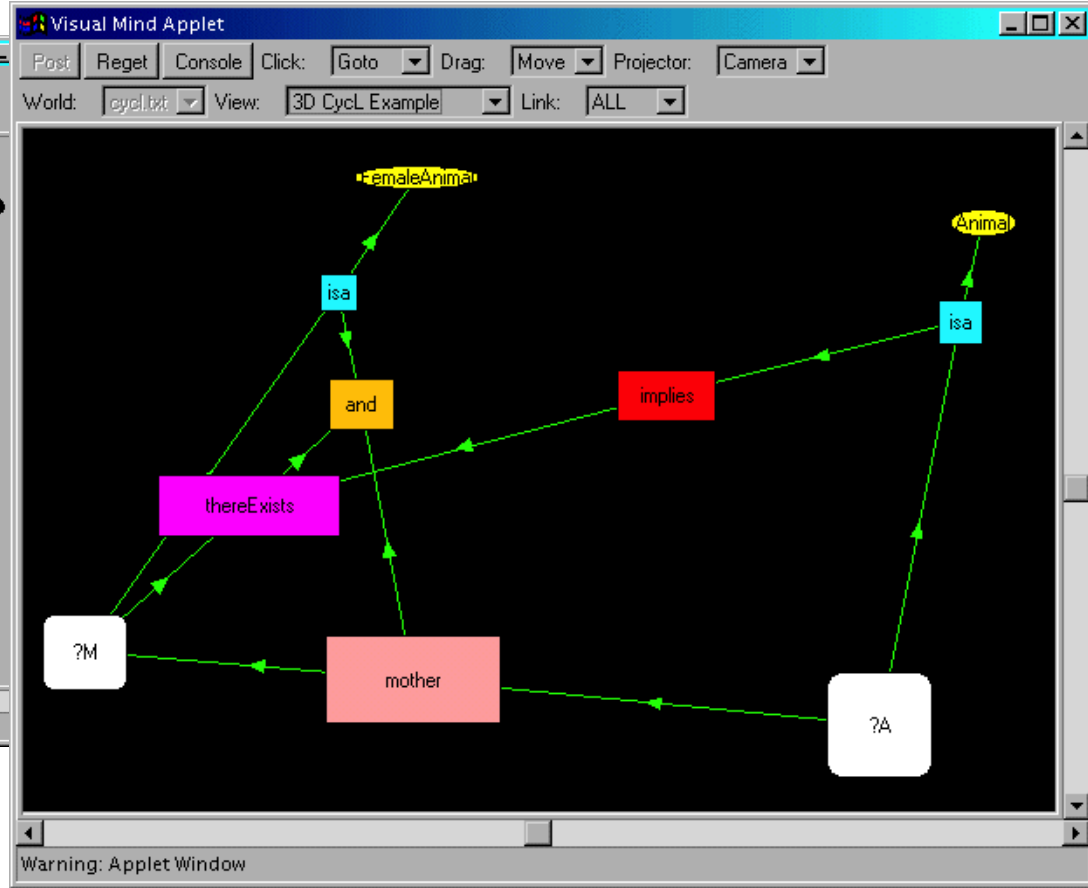 Visual Mind Applet
Post Reget Console Click: Goto Drag: Move Projector: Camera
World: cycl.txt View: 3D CycL Example Link: ALL
FemaleAnimal
Animal
isa
isa
implies
and
thereExists
?M
mother
?A
Warning: Applet Window